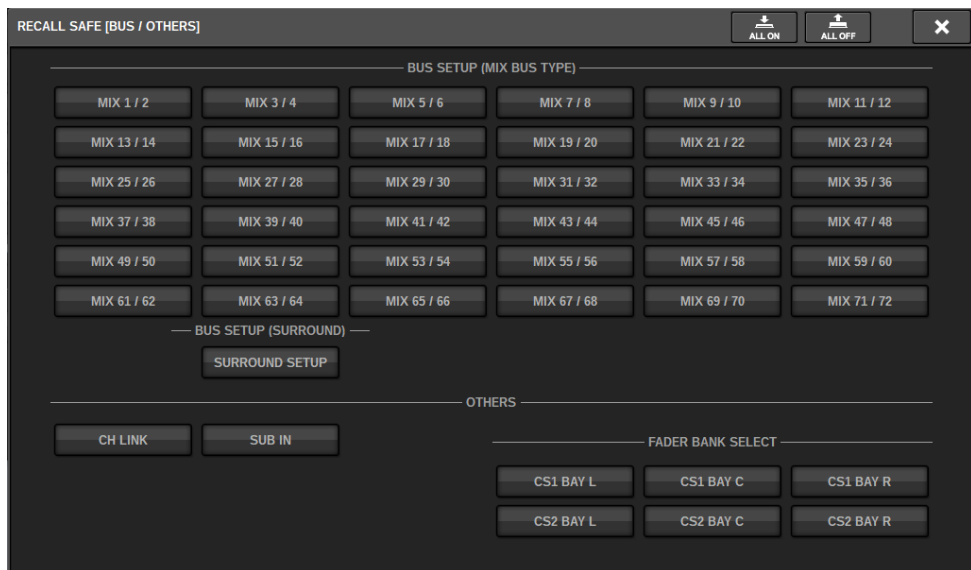 RECALL SAFE [BUS / OTHERS]
ALL ON
ALL OFF
BUS SETUP (MIX BUS TYPE)
MIX 1 / 2 MIX 3 / 4 MIX 5 / 6 MIX 7 / 8 MIX 9 / 10 MIX 11 / 12
MIX 13 / 14 MIX 15 / 16 MIX 17 / 18 MIX 19 / 20 MIX 21 / 22 MIX 23 / 24
MIX 25 / 26 MIX 27 / 28 MIX 29 / 30 MIX 31 / 32 MIX 33 / 34 MIX 35 / 36
MIX 37 / 38 MIX 39 / 40 MIX 41 / 42 MIX 43 / 44 MIX 45 / 46 MIX 47 / 48
MIX 49 / 50 MIX 51 / 52 MIX 53 / 54 MIX 55 / 56 MIX 57 / 58 MIX 59 / 60
MIX 61 / 62 MIX 63 / 64 MIX 65 / 66 MIX 67 / 68 MIX 69 / 70 MIX 71 / 72
BUS SETUP (SURROUND)
SURROUND SETUP
OTHERS
CH LINK SUB IN
FADER BANK SELECT
CS1 BAY L CS1 BAY C CS1 BAY R
CS2 BAY L CS2 BAY C CS2 BAY R